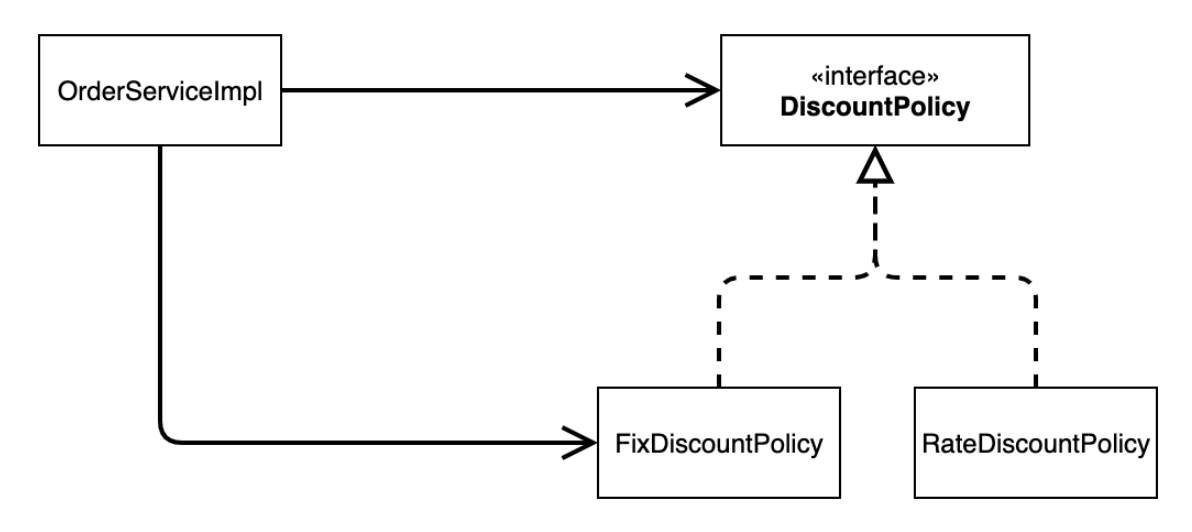 OrderServiceImpl
«interface»
DiscountPolicy
FixDiscountPolicy
RateDiscountPolicy